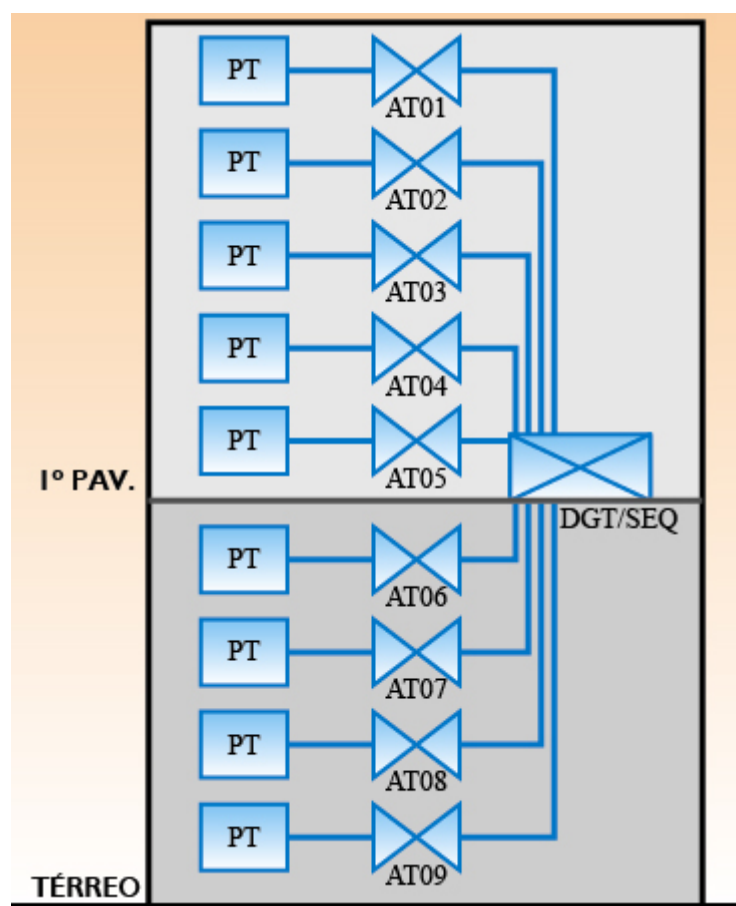 PT
AT01
PT
AT02
PT
AT03
PT
AT04
PT
AT05
1º PAV.
DGT/SEQ
PT
AT06
PT
AT07
PT
AT08
PT
AT09
TÉRREO